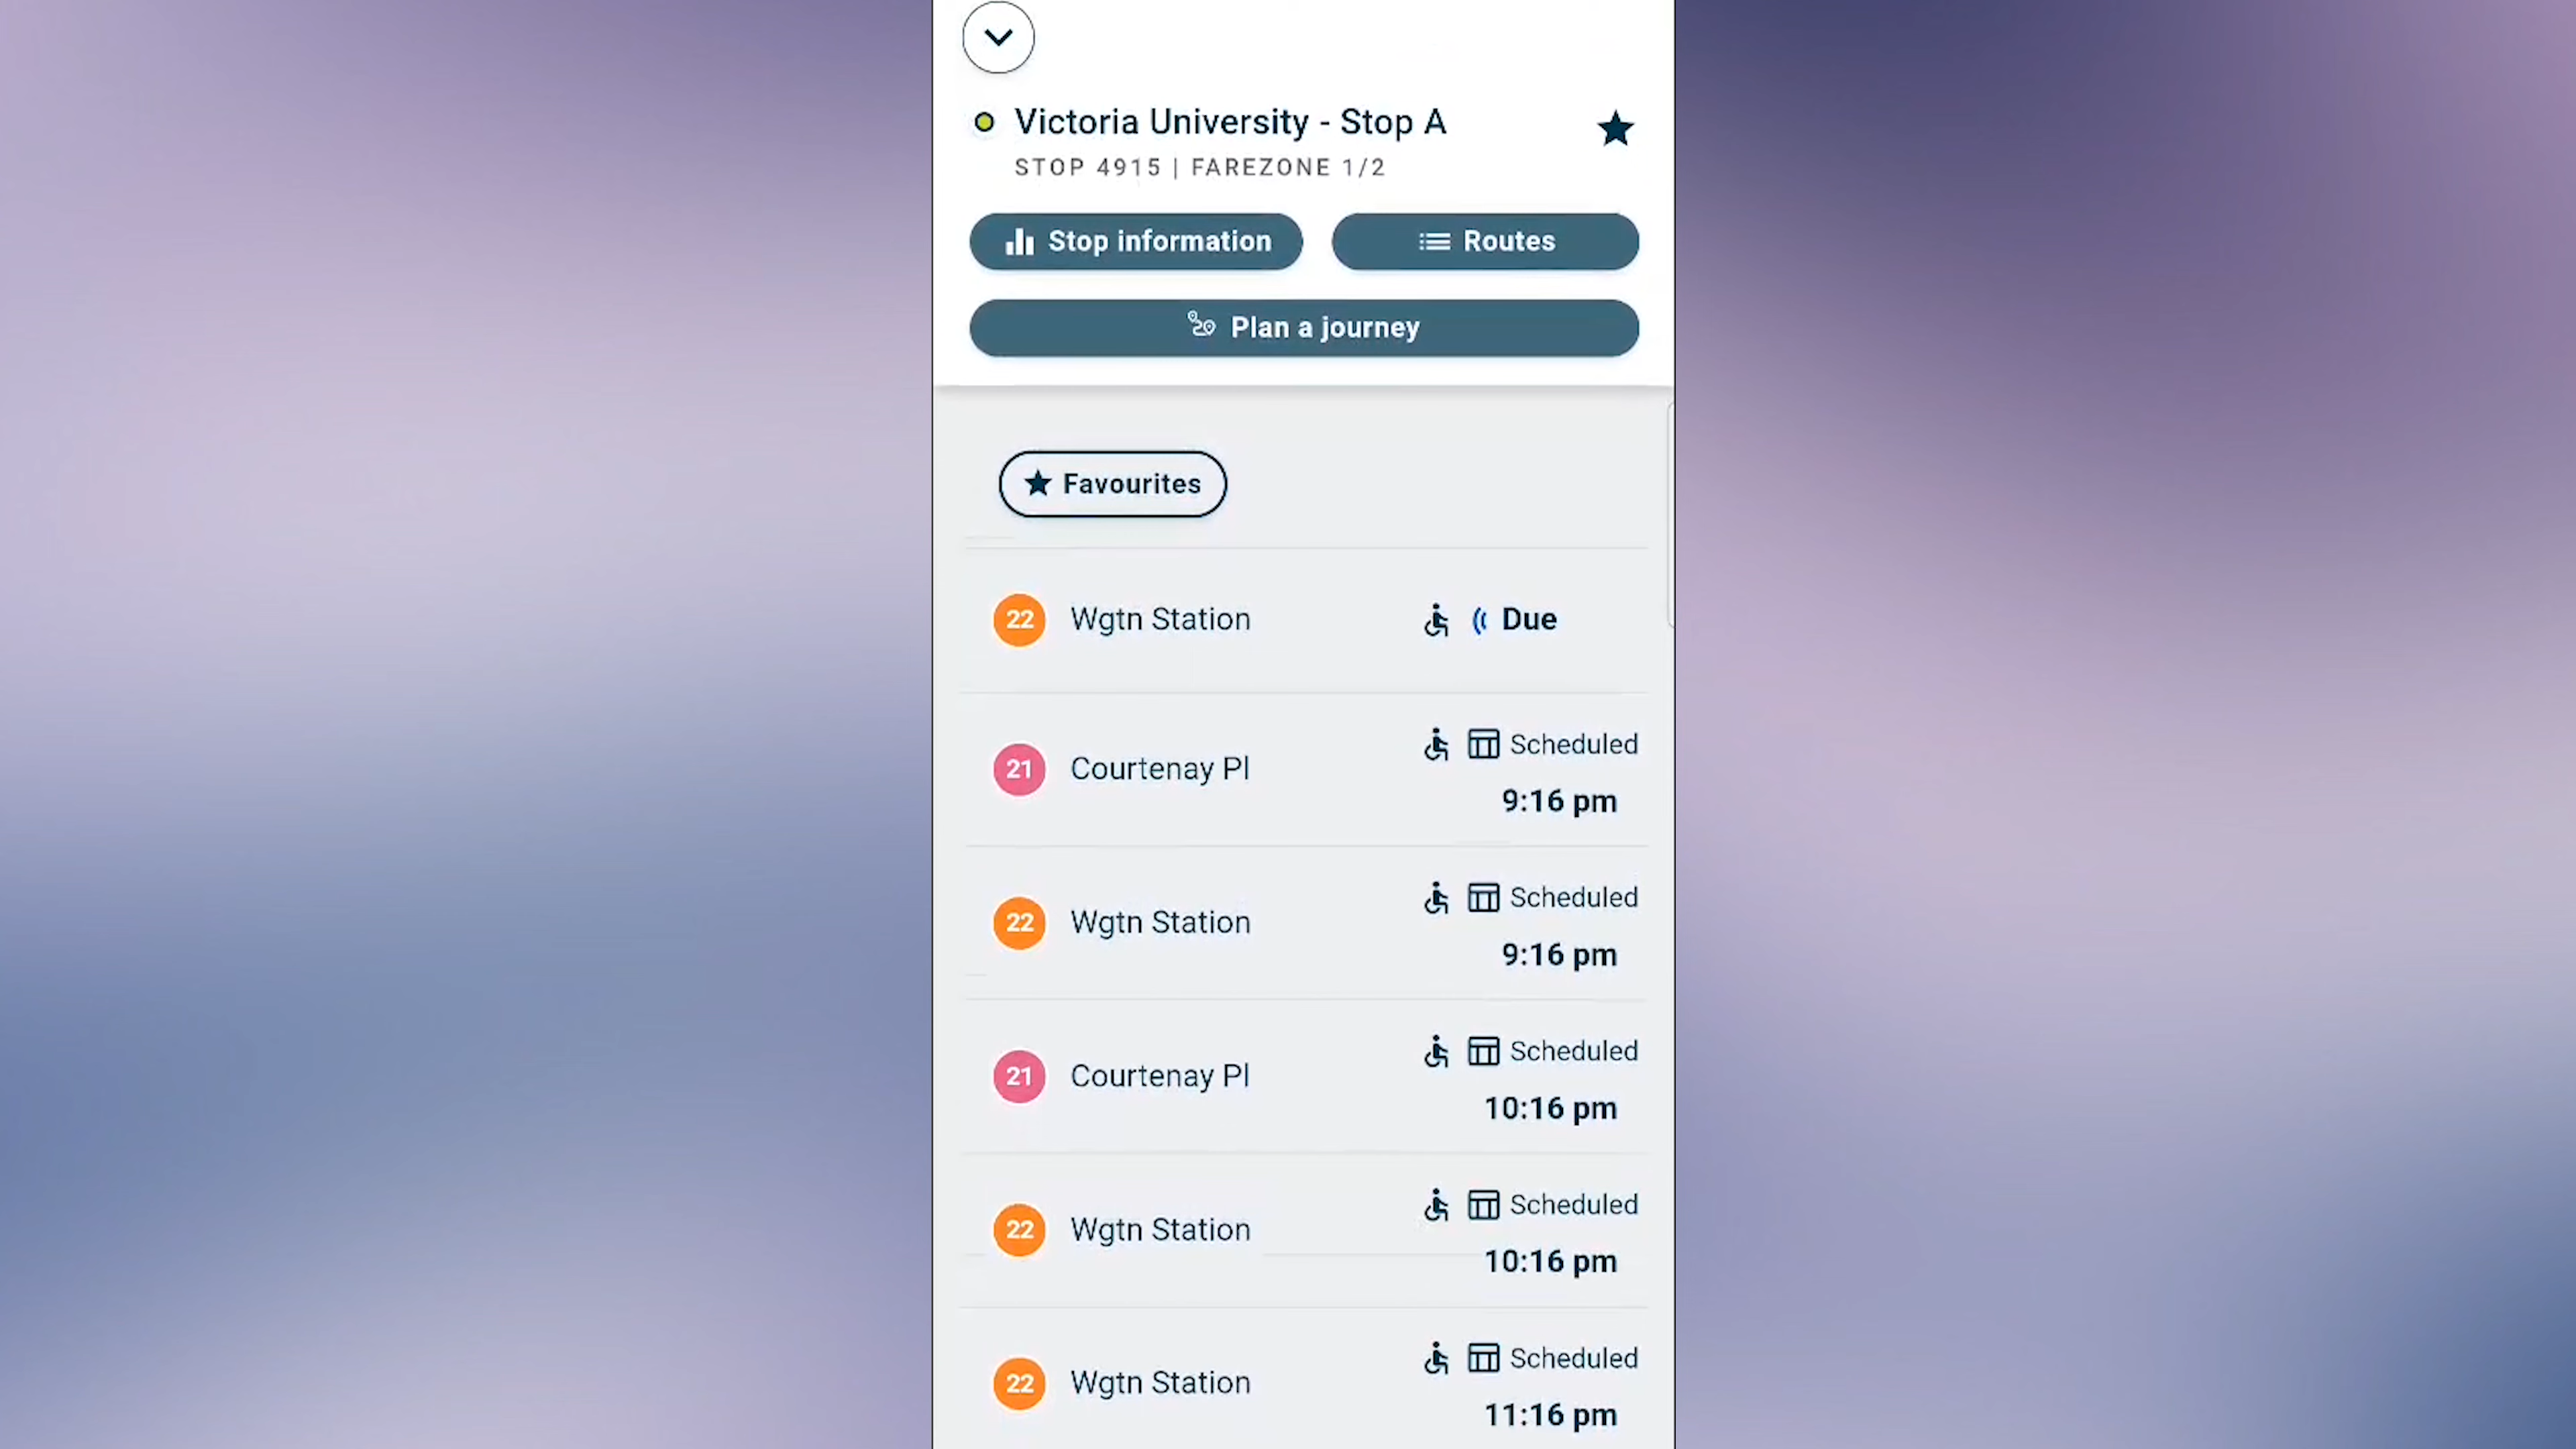 Victoria University - Stop A
STOP 4915 | FAREZONE 1/2
Stop information
Routes
Plan a journey
Favourites
22 Wgtn Station Due
21 Courtenay Pl Scheduled
9:16 pm
22 Wgtn Station Scheduled
9:16 pm
21 Courtenay Pl Scheduled
10:16 pm
22 Wgtn Station Scheduled
10:16 pm
22 Wgtn Station Scheduled
11:16 pm